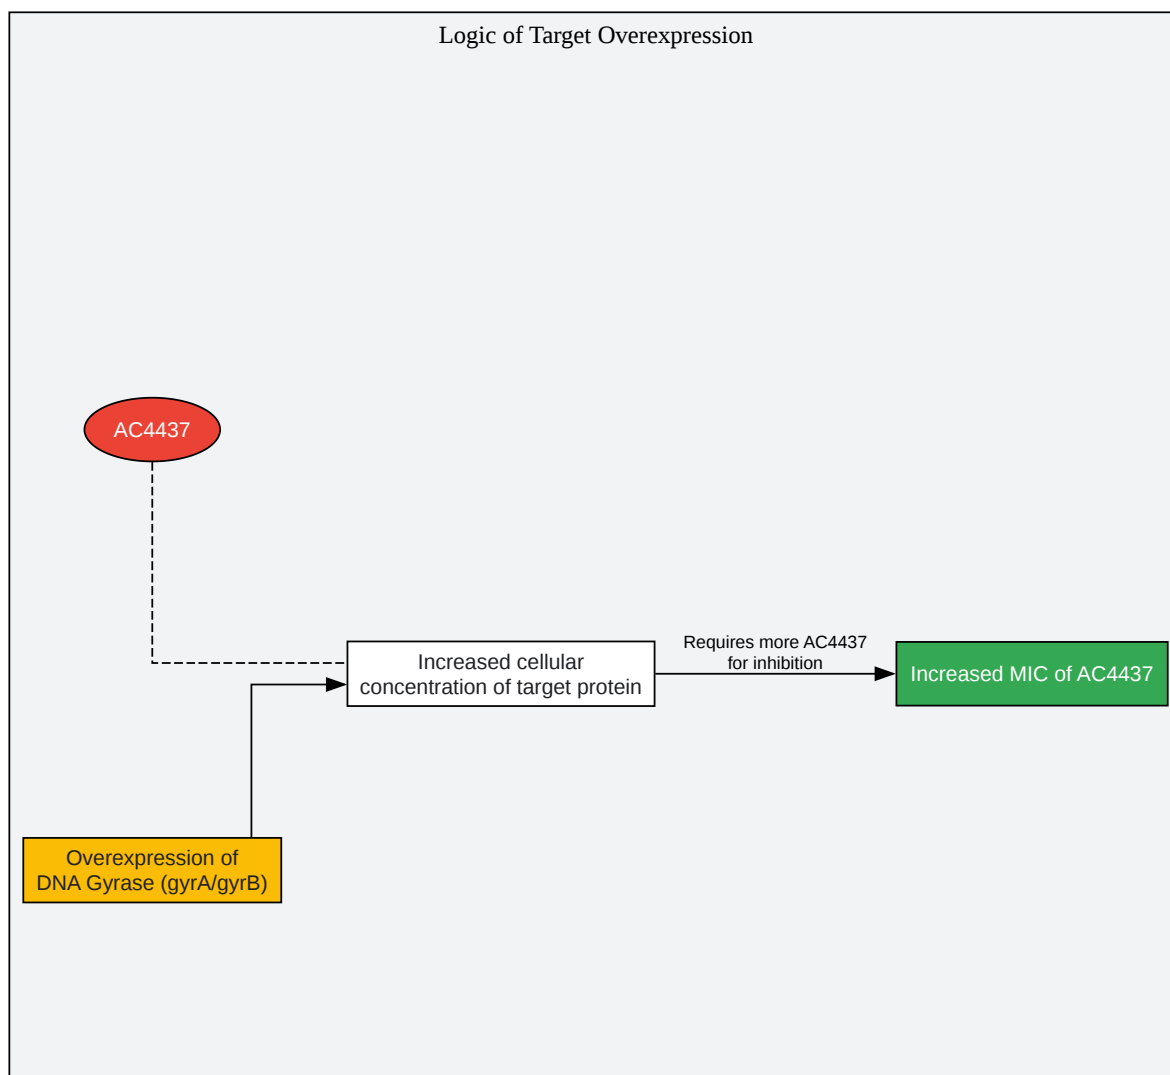 Logic of Target Overexpression
AC4437
Increased cellular
concentration of target protein
Requires more AC4437
for inhibition
Increased MIC of AC4437
Overexpression of
DNA Gyrase (gyrA/gyrB)